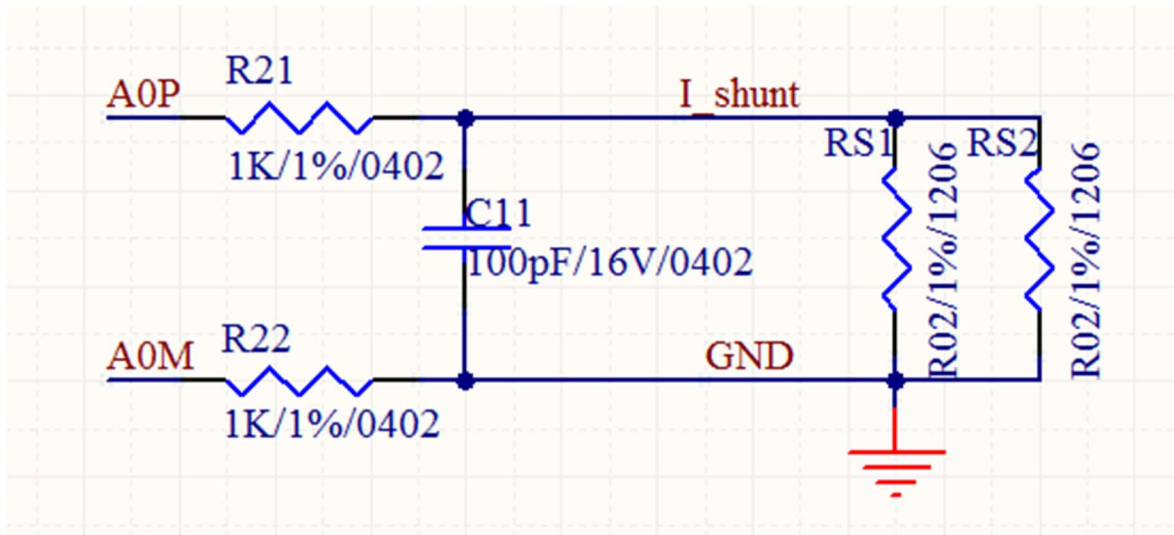 R21
A0P
I_shunt
1K/1%/0402
RS1
RS2
R02/1%/1206
R02/1%/1206
C11
100pF/16V/0402
R22
A0M
GND
1K/1%/0402